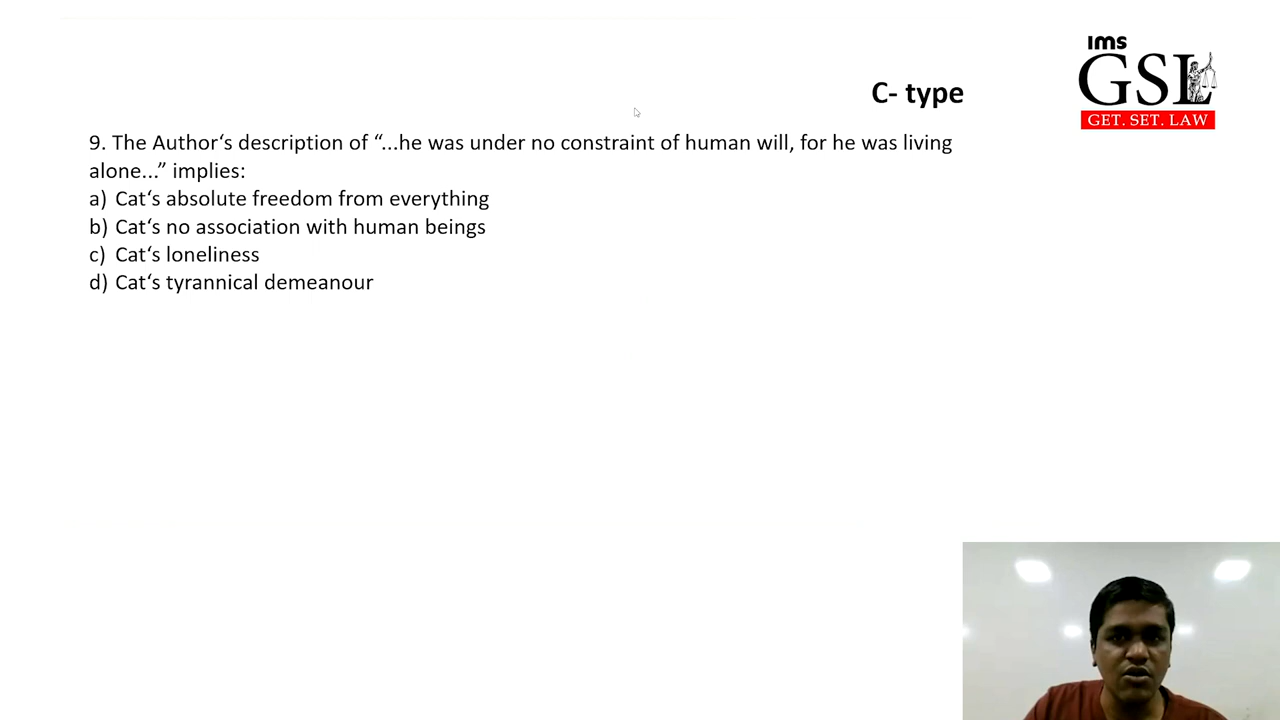 ıms
GSL
GET. SET. LAW
C- type
9. The Author‘s description of “...he was under no constraint of human will, for he was living
alone...” implies:
a) Cat‘s absolute freedom from everything
b) Cat‘s no association with human beings
c) Cat‘s loneliness
d) Cat‘s tyrannical demeanour